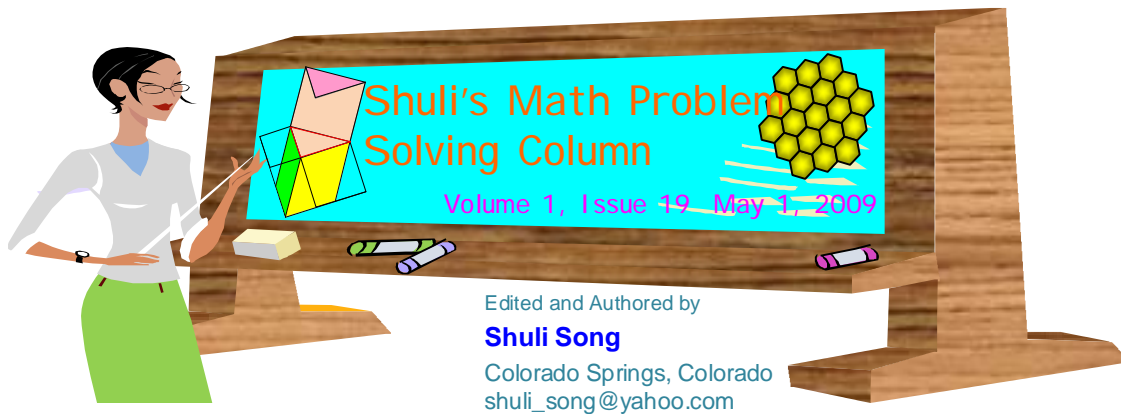 Shuli's Math Problem
Solving Column
Volume 1, Issue 19 May 1, 2009
Edited and Authored by
Shuli Song
Colorado Springs, Colorado
shuli_song@yahoo.com